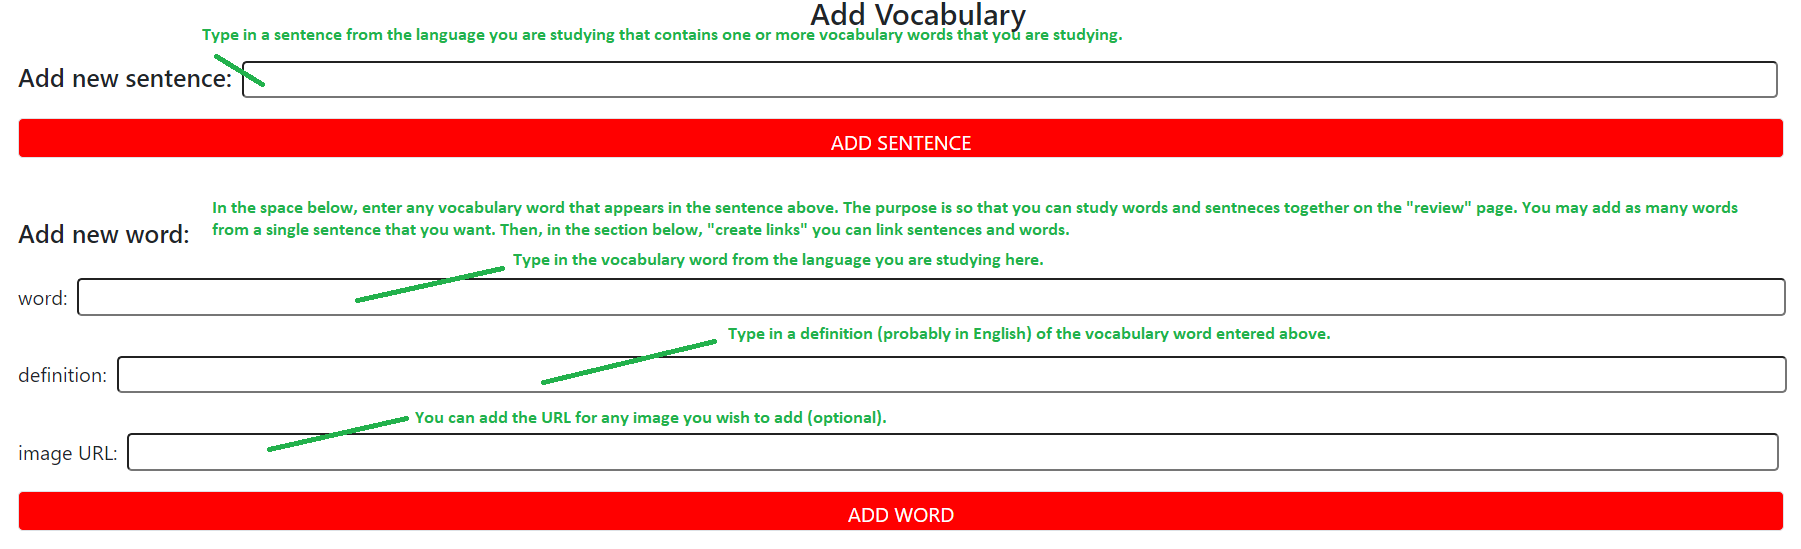 Add Vocabulary
Type in a sentence from the language you are studying that contains one or more vocabulary words that you are studying.
Add new sentence:
ADD SENTENCE
In the space below, enter any vocabulary word that appears in the sentence above. The purpose is so that you can study words and sentneces together on the "review" page. You may add as many words
from a single sentence that you want. Then, in the section below, "create links" you can link sentences and words.
Add new word:
Type in the vocabulary word from the language you are studying here.
word:
Type in a definition (probably in English) of the vocabulary word entered above.
definition:
You can add the URL for any image you wish to add (optional).
image URL:
ADD WORD